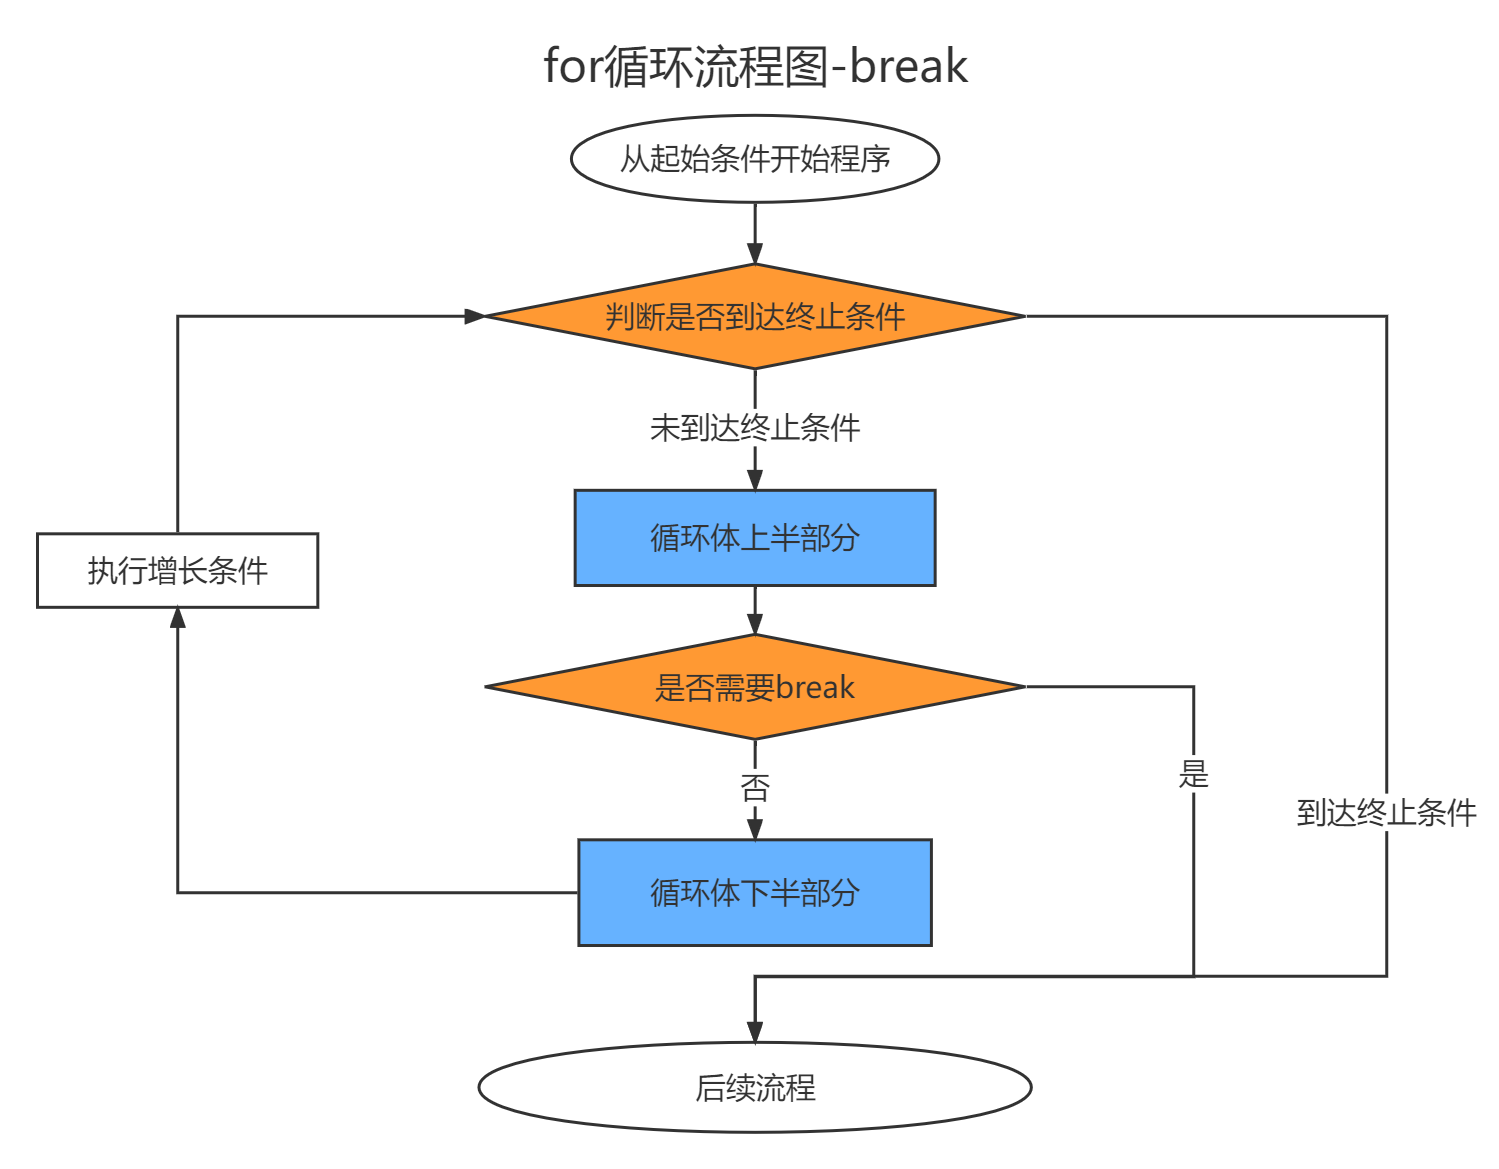 for循环流程图-break
从起始条件开始程序
判断是否到达终止条件
未到达终止条件
循环体上半部分
执行增长条件
是否需要break
是
否
到达终止条件
循环体下半部分
后续流程